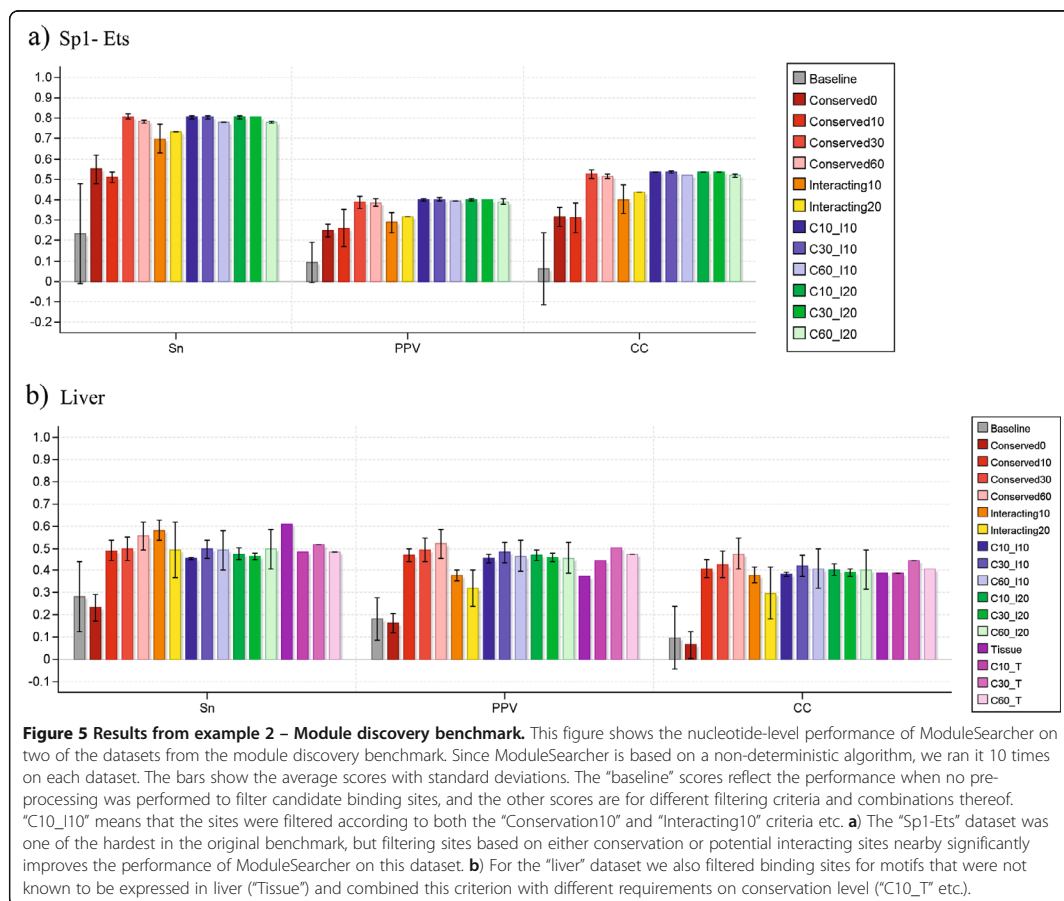 a) Sp1- Ets
1.0
0.9
0.8
0.7
0.6
0.5
0.4
0.3
0.2
0.1
0
-0.1
-0.2
Sn
PPV
CC
Baseline
Conserved0
Conserved10
Conserved30
Conserved60
Interacting10
Interacting20
C10_I10
C30_I10
C60_I10
C10_I20
C30_I20
C60_I20
b) Liver
1.0
0.9
0.8
0.7
0.6
0.5
0.4
0.3
0.2
0.1
0
-0.1
Sn
PPV
CC
Baseline
Conserved0
Conserved10
Conserved30
Conserved60
Interacting10
Interacting20
C10_I10
C30_I10
C60_I10
C10_I20
C30_I20
C60_I20
Tissue
C10_T
C30_T
C60_T
Figure 5 Results from example 2 – Module discovery benchmark. This figure shows the nucleotide-level performance of ModuleSearcher on
two of the datasets from the module discovery benchmark. Since ModuleSearcher is based on a non-deterministic algorithm, we ran it 10 times
on each dataset. The bars show the average scores with standard deviations. The “baseline” scores reflect the performance when no pre-
processing was performed to filter candidate binding sites, and the other scores are for different filtering criteria and combinations thereof.
“C10_I10” means that the sites were filtered according to both the “Conservation10” and “Interacting10” criteria etc. a) The “Sp1-Ets” dataset was
one of the hardest in the original benchmark, but filtering sites based on either conservation or potential interacting sites nearby significantly
improves the performance of ModuleSearcher on this dataset. b) For the “liver” dataset we also filtered binding sites for motifs that were not
known to be expressed in liver (“Tissue”) and combined this criterion with different requirements on conservation level (“C10_T” etc.).